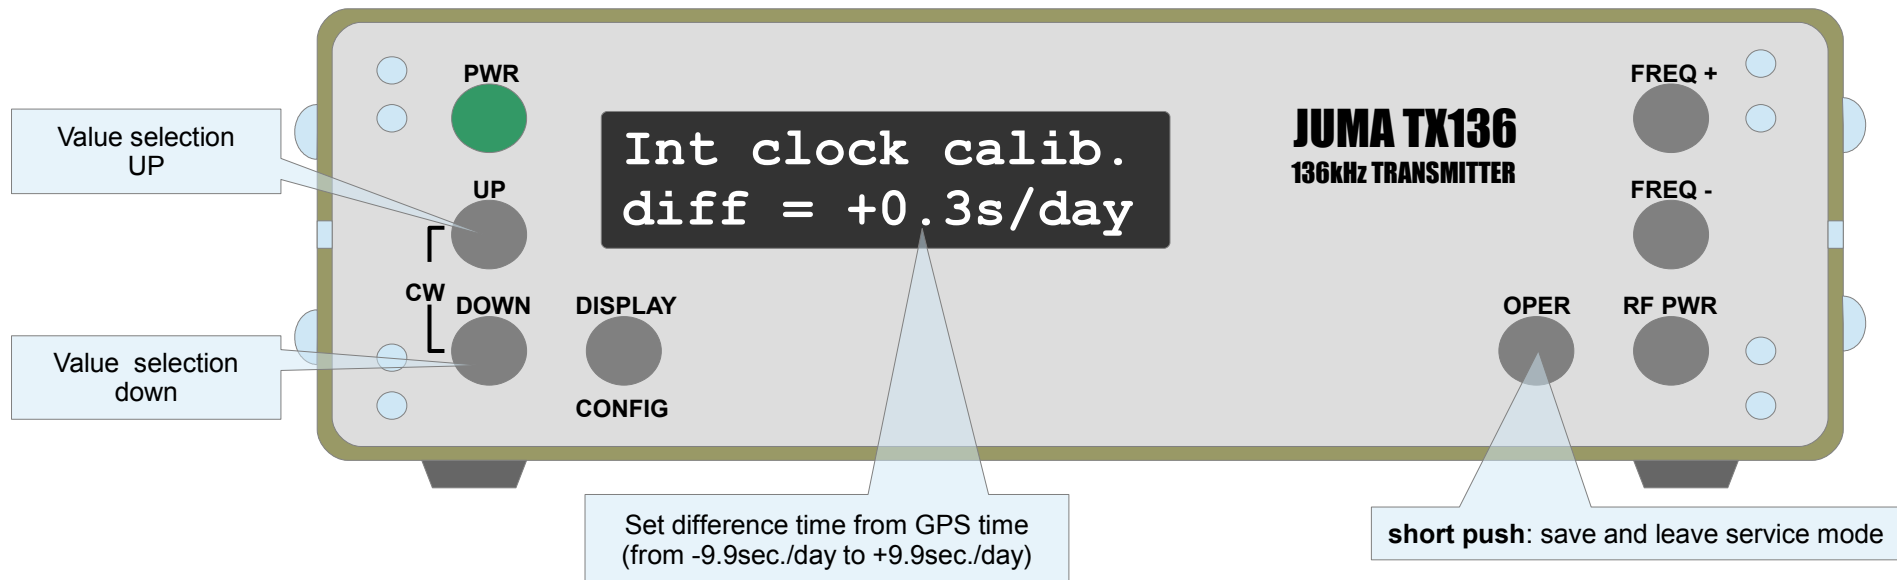 PWR
FREQ +
Value selection
UP
Int clock calib.
diff = +0.3s/day
JUMA TX136
136kHz TRANSMITTER
UP
FREQ -
CW
DOWN
DISPLAY
OPER
RF PWR
Value  selection
down
CONFIG
Set difference time from GPS time
(from -9.9sec./day to +9.9sec./day)
short push: save and leave service mode